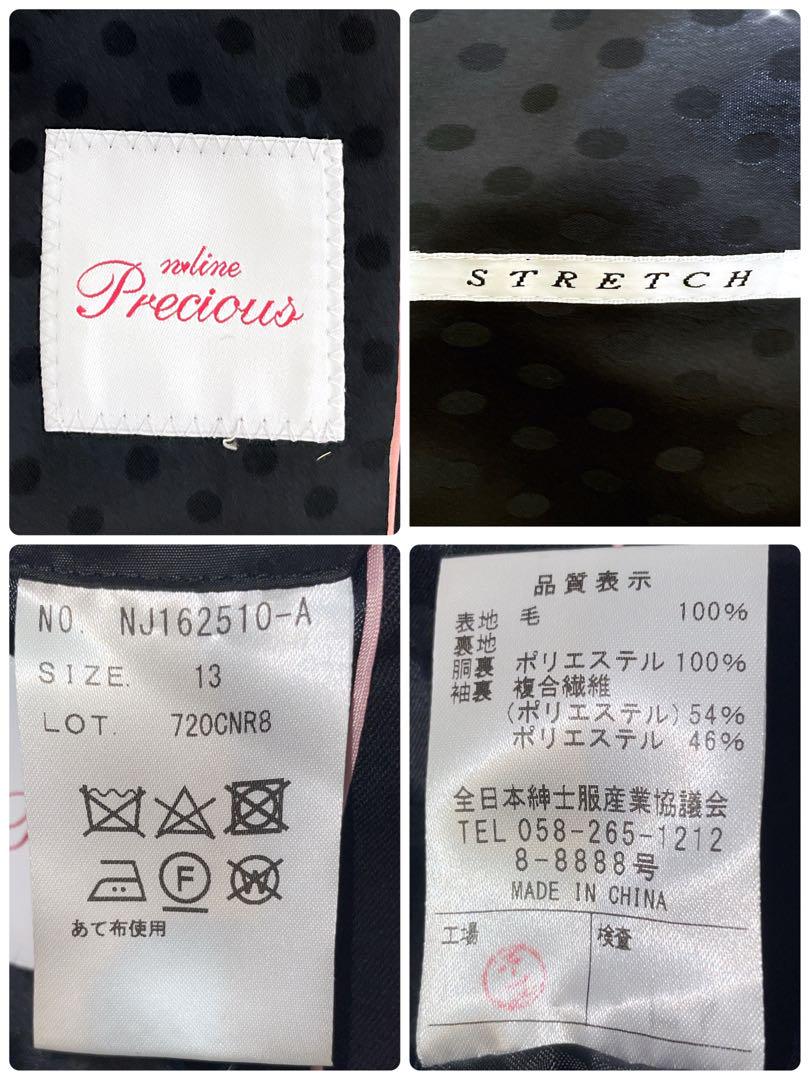 n♥line
Precious
STRETCH
NO. NJ162510-A
SIZE. 13
LOT. 720CNR8
F
W
あて布使用
品質表示
表地 毛 100%
裏地
胴裏 ポリエステル 100%
袖裏 複合繊維
(ポリエステル) 54%
ポリエステル 46%
全日本紳士服産業協議会
TEL 058-265-1212
8-8888号
MADE IN CHINA
工場 検査